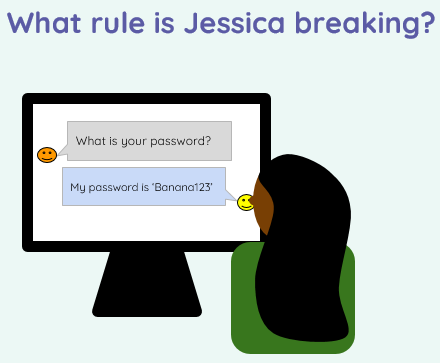 What rule is Jessica breaking?
What is your password?
My password is ‘Banana123’